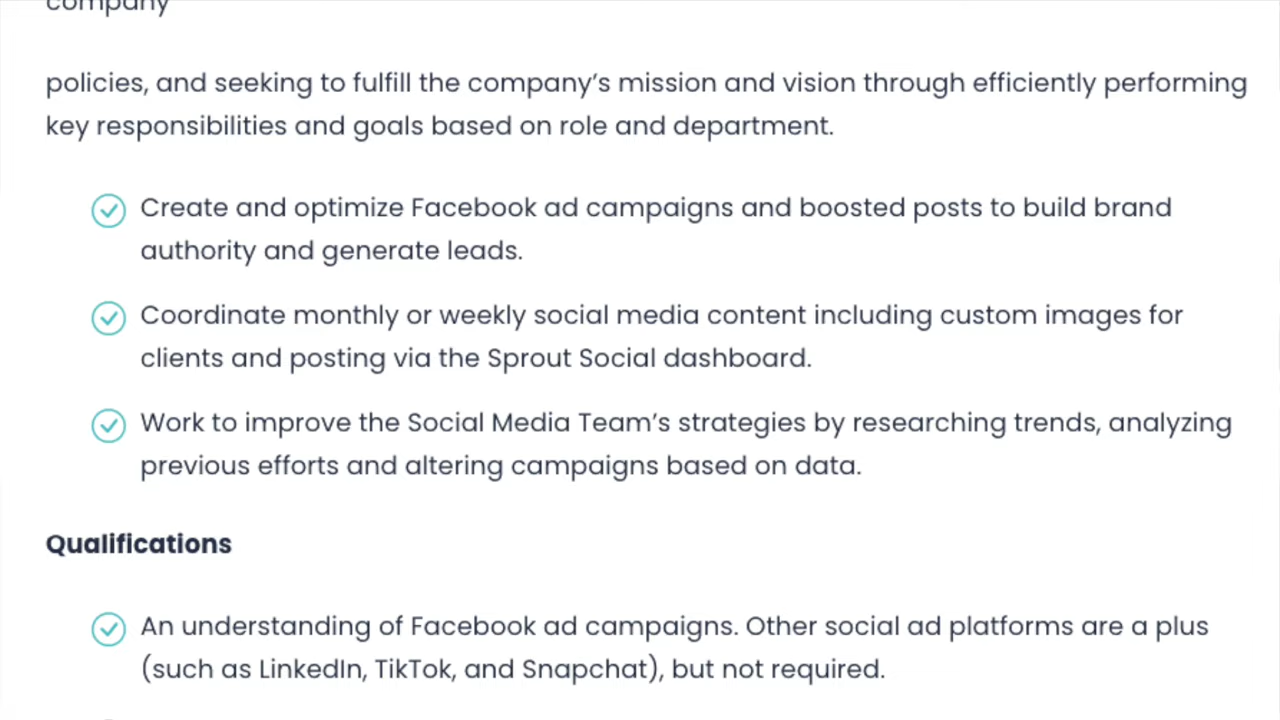 company
policies, and seeking to fulfill the company’s mission and vision through efficiently performing
key responsibilities and goals based on role and department.
Create and optimize Facebook ad campaigns and boosted posts to build brand
authority and generate leads.
Coordinate monthly or weekly social media content including custom images for
clients and posting via the Sprout Social dashboard.
Work to improve the Social Media Team’s strategies by researching trends, analyzing
previous efforts and altering campaigns based on data.
Qualifications
An understanding of Facebook ad campaigns. Other social ad platforms are a plus
(such as LinkedIn, TikTok, and Snapchat), but not required.